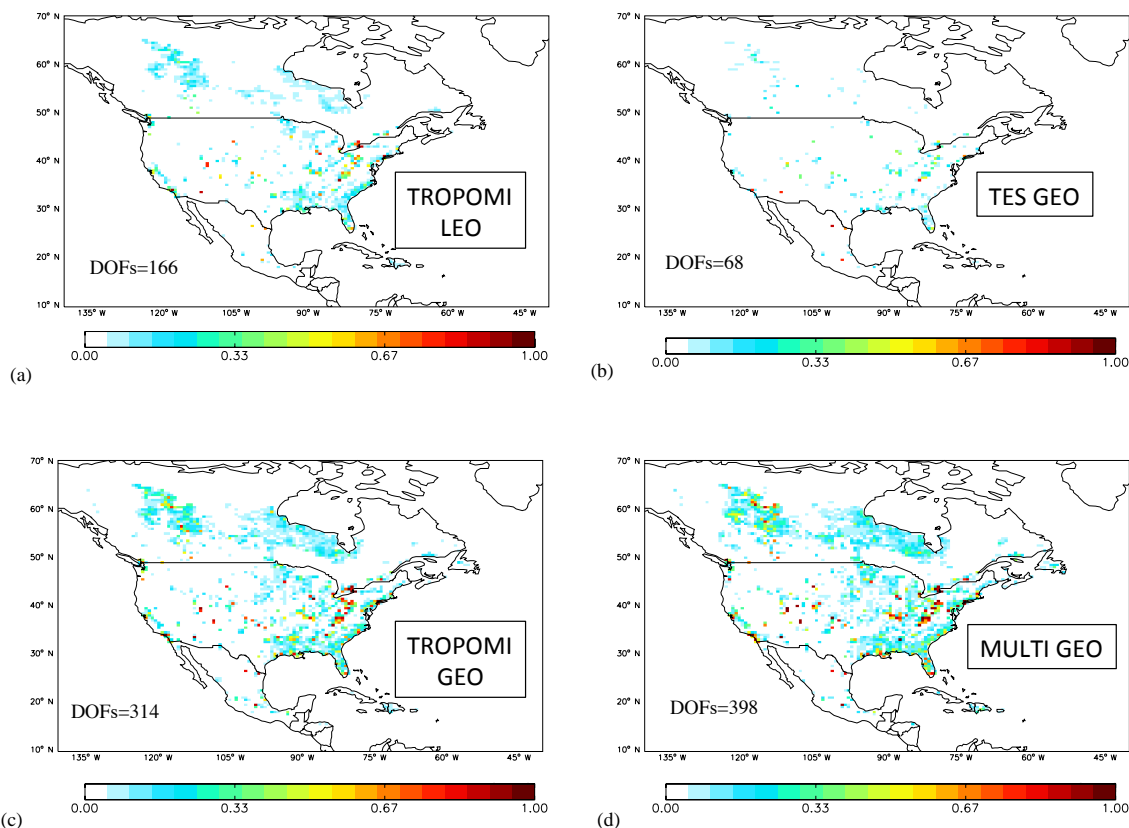 70° N
60° N
50° N
40° N
30° N
20° N
10° N
TROPOMI
LEO
DOFs=166
135° W 120° W 105° W 90° W 75° W 60° W 45° W
0.00 0.33 0.67 1.00
(a)
70° N
60° N
50° N
40° N
30° N
20° N
10° N
TES GEO
DOFs=68
135° W 120° W 105° W 90° W 75° W 60° W 45° W
0.00 0.33 0.67 1.00
(b)
70° N
60° N
50° N
40° N
30° N
20° N
10° N
TROPOMI
GEO
DOFs=314
135° W 120° W 105° W 90° W 75° W 60° W 45° W
0.00 0.33 0.67 1.00
(c)
70° N
60° N
50° N
40° N
30° N
20° N
10° N
MULTI GEO
DOFs=398
135° W 120° W 105° W 90° W 75° W 60° W 45° W
0.00 0.33 0.67 1.00
(d)